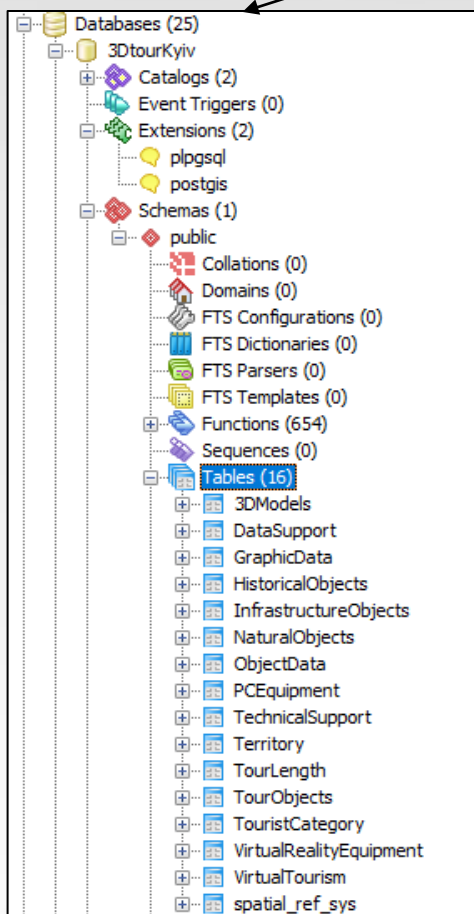 Databases (25)
3DtourKyiv
Catalogs (2)
Event Triggers (0)
Extensions (2)
plpgsql
postgis
Schemas (1)
public
Collations (0)
Domains (0)
FTS Configurations (0)
FTS Dictionaries (0)
FTS Parsers (0)
FTS Templates (0)
Functions (654)
Sequences (0)
Tables (16)
3DModels
DataSupport
GraphicData
HistoricalObjects
InfrastructureObjects
NaturalObjects
ObjectData
PCEquipment
TechnicalSupport
Territory
TourLength
TourObjects
TouristCategory
VirtualRealityEquipment
VirtualTourism
spatial_ref_sys